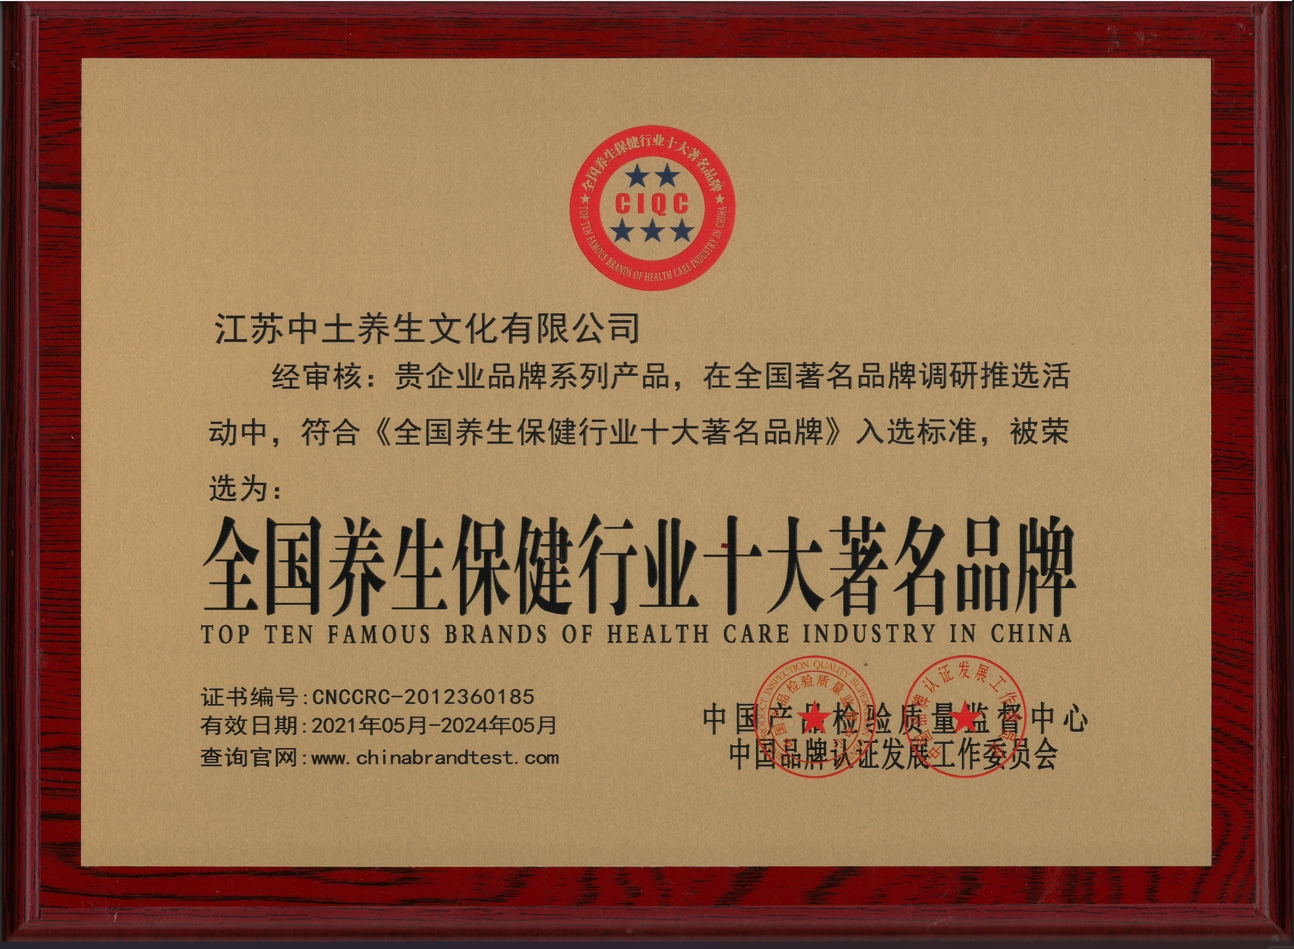 全国养生保健行业十大著名品牌
CIQC
TOP TEN FAMOUS BRANDS OF HEALTH CARE INDUSTRY IN CHINA
江苏中土养生文化有限公司
经审核：贵企业品牌系列产品，在全国著名品牌调研推选活
动中，符合《全国养生保健行业十大著名品牌》入选标准，被荣
选为：
全国养生保健行业十大著名品牌
TOP TEN FAMOUS BRANDS OF HEALTH CARE INDUSTRY IN CHINA
证书编号:CNCCRC-2012360185
有效日期:2021年05月-2024年05月
查询官网:www.chinabrandtest.com
中国产品检验质量监督中心
中国品牌认证发展工作委员会